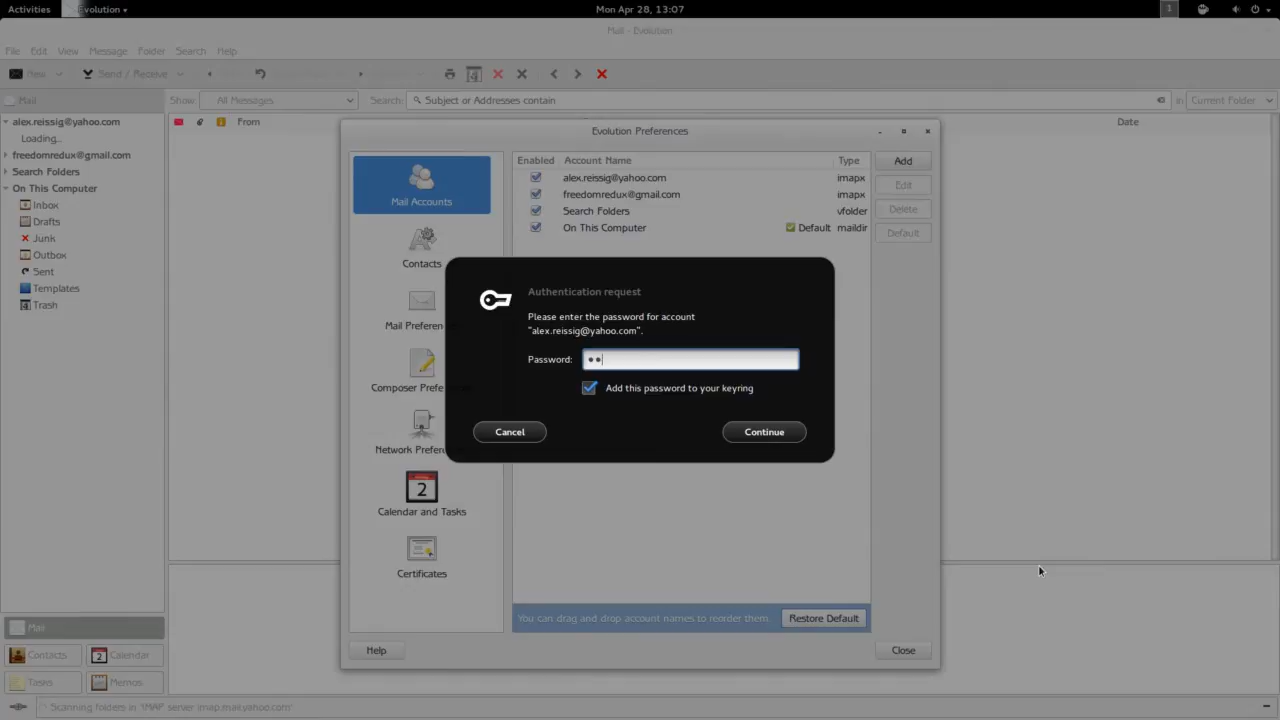 Activities Evolution Mon Apr 28, 13:07 1
Mail - Evolution
File Edit View Message Folder Search Help
New Send / Receive
Mail Show: All Messages Search: Subject or Addresses contain in Current Folder
alex.reissig@yahoo.com
Loading...
freedomredux@gmail.com
Search Folders
On This Computer
Inbox
Drafts
Junk
Outbox
Sent
Templates
Trash
From Date
Evolution Preferences
Mail Accounts
Contacts
Mail Preferen
Composer Prefe
Network Prefere
2
Calendar and Tasks
Certificates
Enabled Account Name Type
alex.reissig@yahoo.com imapx
freedomredux@gmail.com imapx
Search Folders vfolder
On This Computer Default maildir
Add
Edit
Delete
Default
Authentication request
Please enter the password for account
"alex.reissig@yahoo.com".
Password: ●●
Add this password to your keyring
Cancel Continue
You can drag and drop account names to reorder them. Restore Default
Help Close
Mail
Contacts 2 Calendar
Tasks Memos
Scanning folders in 'IMAP server imap.mail.yahoo.com'